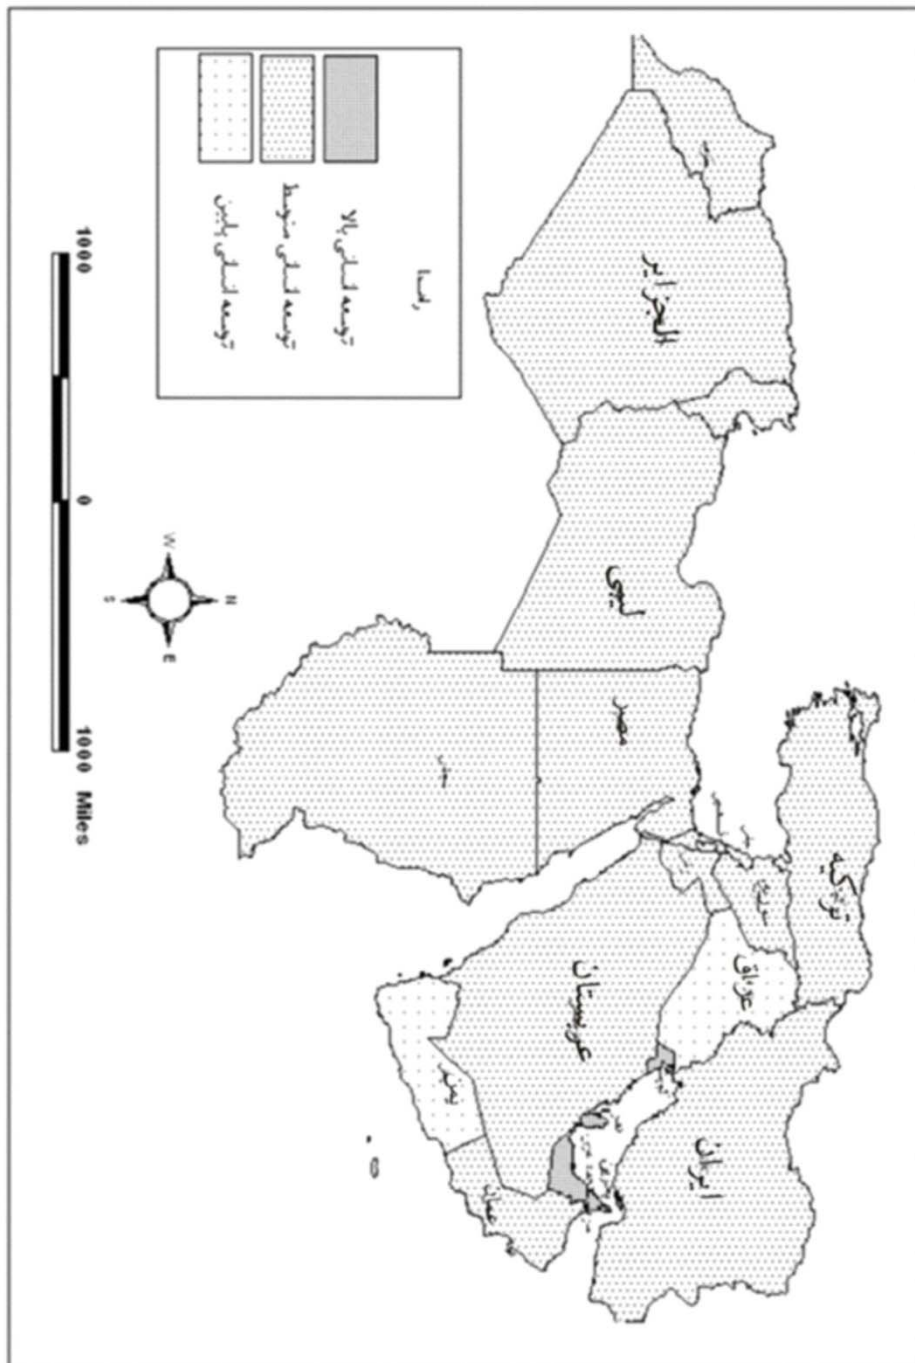 راهنما
توسعه انسانی بالا
توسعه انسانی متوسط
توسعه انسانی پایین
الجزایر
لیبی
مصر
ترکیه
سوریه
عراق
عربستان
ایران
یمن
عمان
1000 0 1000 Miles
N
W
E
S